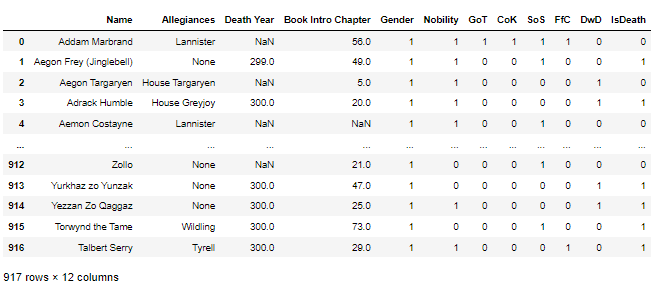 Name Allegiances Death Year Book Intro Chapter Gender Nobility GoT CoK SoS FfC DwD IsDeath
0 Addam Marbrand Lannister NaN 56.0 1 1 1 1 1 1 0 0
1 Aegon Frey (Jinglebell) None 299.0 49.0 1 1 0 0 1 0 0 1
2 Aegon Targaryen House Targaryen NaN 5.0 1 1 0 0 0 0 1 0
3 Adrack Humble House Greyjoy 300.0 20.0 1 1 0 0 0 0 1 1
4 Aemon Costayne Lannister NaN NaN 1 1 0 0 1 0 0 0
... ... ... ... ... ... ... ... ... ... ... ... ...
912 Zollo None NaN 21.0 1 0 0 0 1 0 0 0
913 Yurkhaz zo Yunzak None 300.0 47.0 1 0 0 0 0 0 1 1
914 Yezzan Zo Qaggaz None 300.0 25.0 1 1 0 0 0 0 1 1
915 Torwynd the Tame Wildling 300.0 73.0 1 0 0 0 1 0 0 1
916 Talbert Serry Tyrell 300.0 29.0 1 1 0 0 0 1 0 1
917 rows × 12 columns